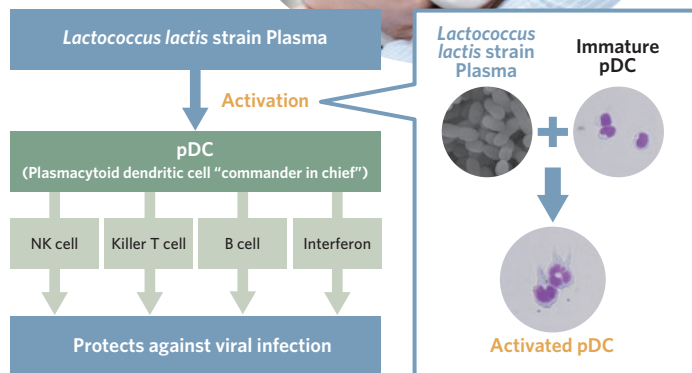 Lactococcus lactis strain Plasma
Activation
pDC
(Plasmacytoid dendritic cell “commander in chief”)
NK cell
Killer T cell
B cell
Interferon
Protects against viral infection
Lactococcus
lactis strain
Plasma
Immature
pDC
+
Activated pDC